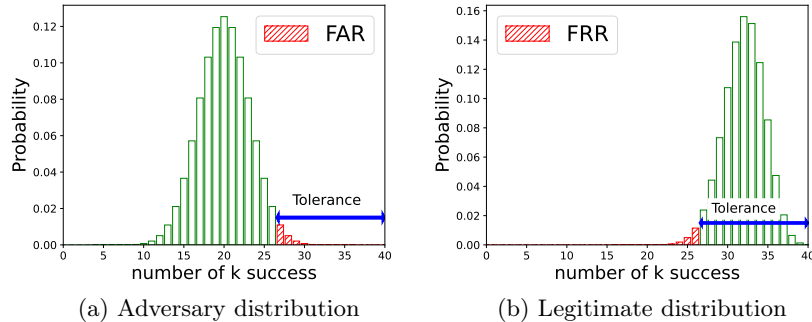 0.12
0.10
0.08
0.06
0.04
0.02
0.00
Probability
FAR
Tolerance
0 5 10 15 20 25 30 35 40
number of k success
(a) Adversary distribution
0.16
0.14
0.12
0.10
0.08
0.06
0.04
0.02
0.00
Probability
FRR
Tolerance
0 5 10 15 20 25 30 35 40
number of k success
(b) Legitimate distribution